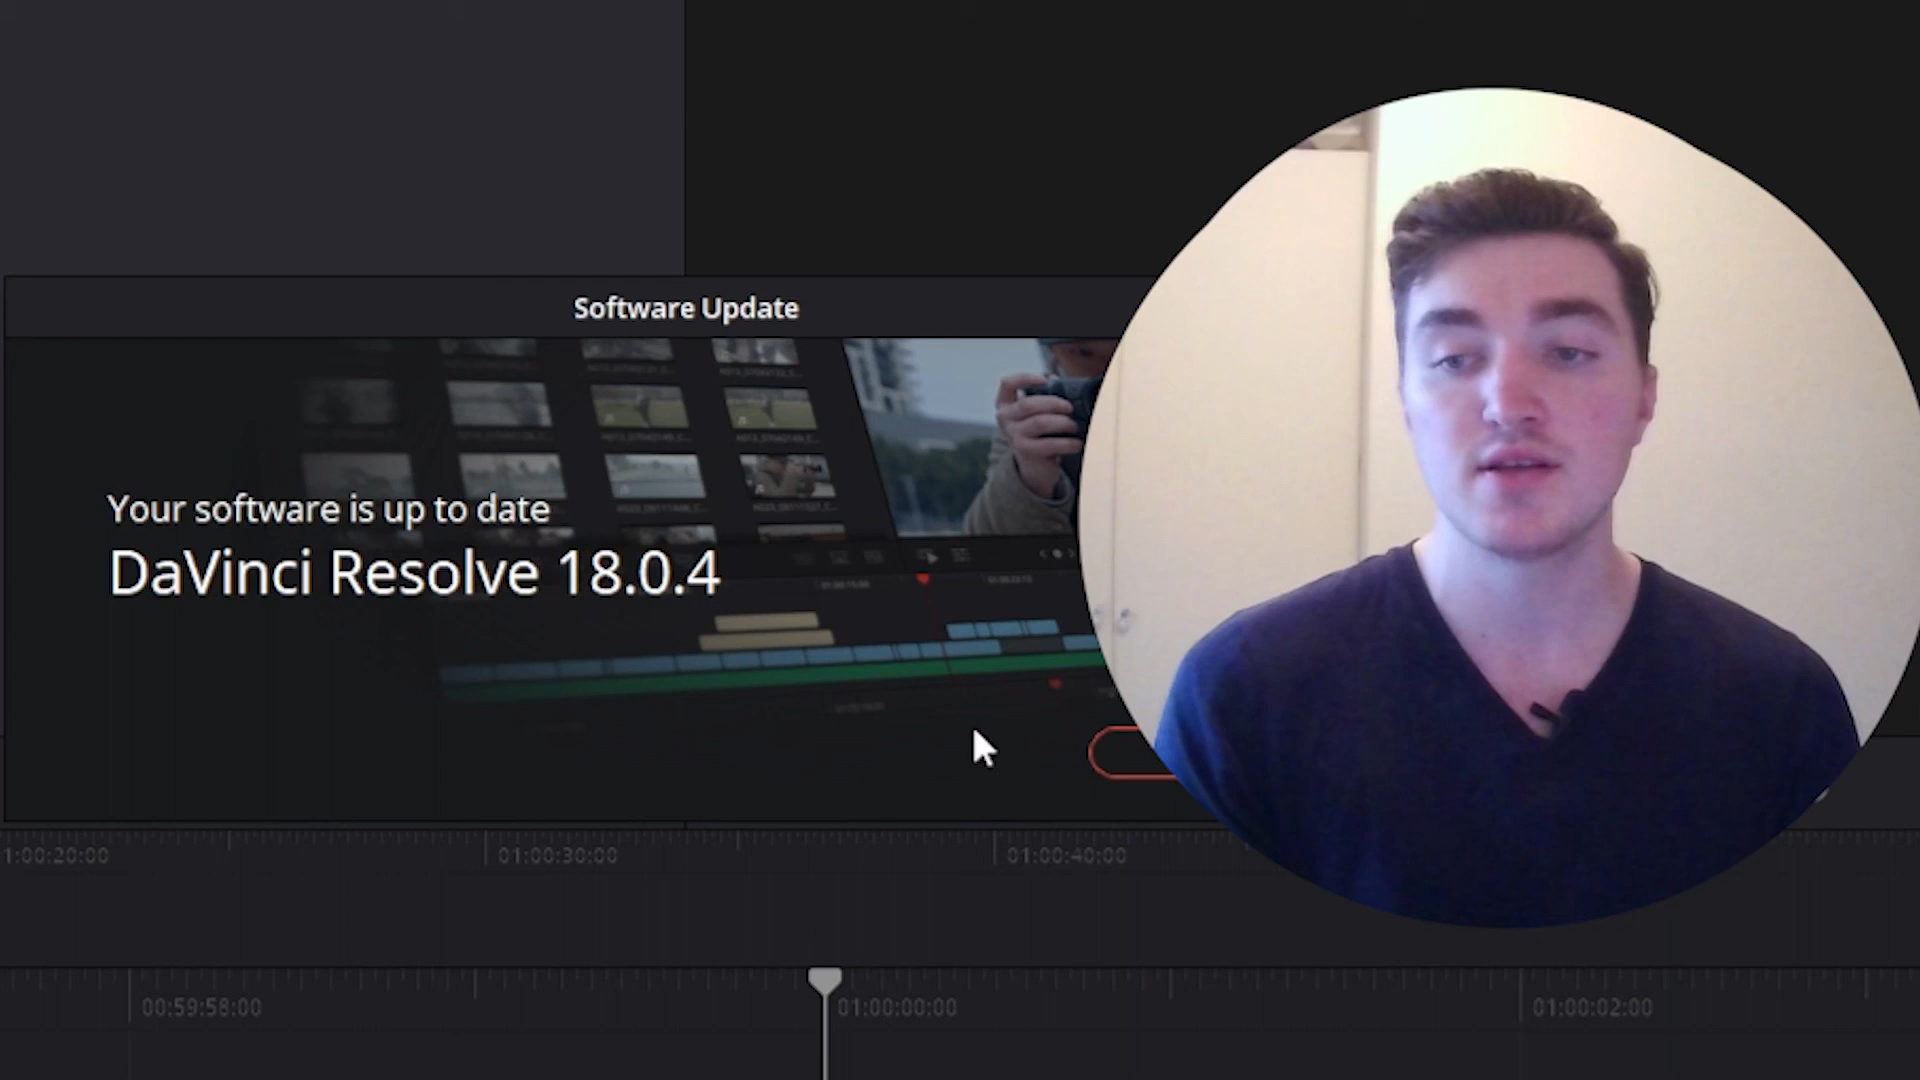 Software Update
Your software is up to date
DaVinci Resolve 18.0.4
1:00:20:00
01:00:30:00
01:00:40:00
00:59:58:00
01:00:00:00
01:00:02:00